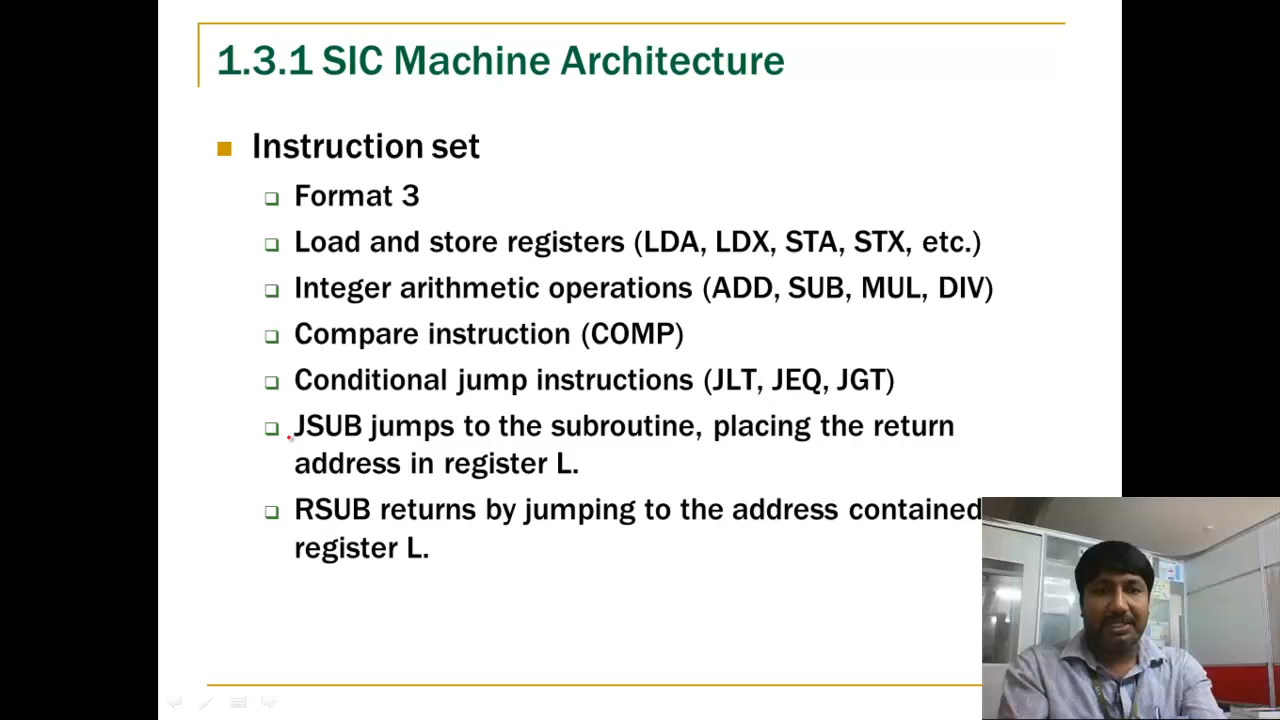 1.3.1 SIC Machine Architecture
Instruction set
Format 3
Load and store registers (LDA, LDX, STA, STX, etc.)
Integer arithmetic operations (ADD, SUB, MUL, DIV)
Compare instruction (COMP)
Conditional jump instructions (JLT, JEQ, JGT)
JSUB jumps to the subroutine, placing the return
address in register L.
RSUB returns by jumping to the address contained
register L.